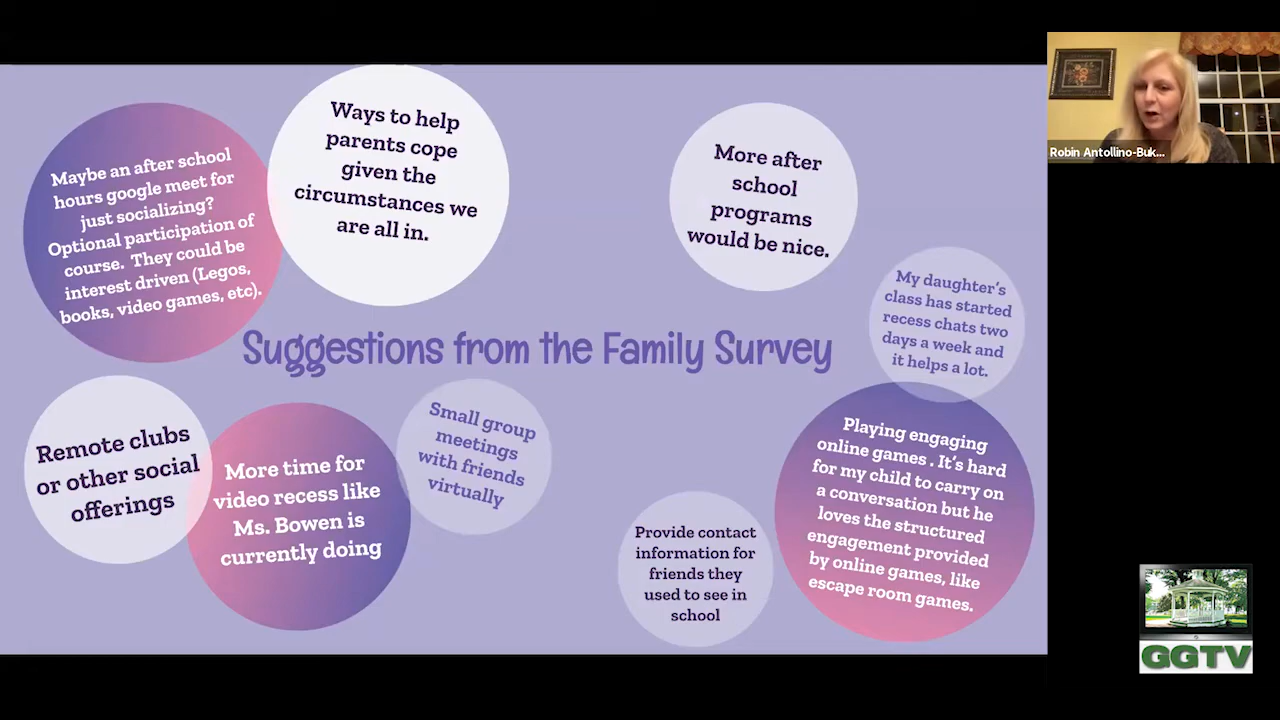 Maybe an after school
hours google meet for
just socializing?
Optional participation of
course. They could be
interest driven (Legos,
books, video games, etc).
Ways to help
parents cope
given the
circumstances we
are all in.
More after
school
programs
would be nice.
My daughter's
class has started
recess chats two
days a week and
it helps a lot.
Suggestions from the Family Survey
Remote clubs
or other social
offerings
More time for
video recess like
Ms. Bowen is
currently doing
Small group
meetings
with friends
virtually
Provide contact
information for
friends they
used to see in
school
Playing engaging
online games . It's hard
for my child to carry on
a conversation but he
loves the structured
engagement provided
by online games, like
escape room games.
Robin Antollino-Buk...
GGTV